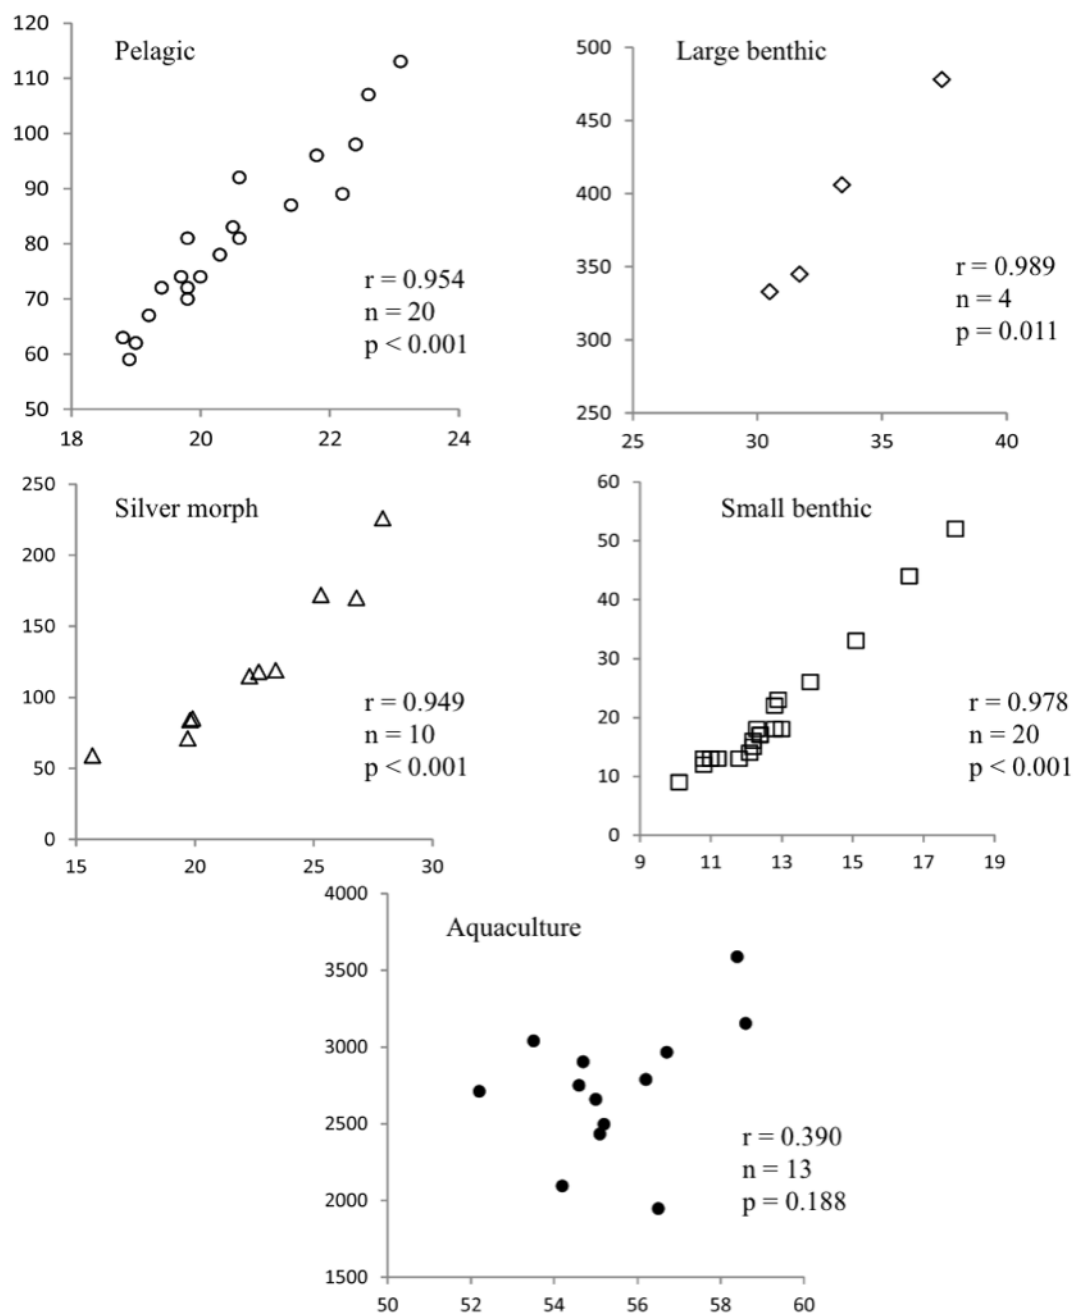 Pelagic
120
110
100
90
80
70
60
50
18 20 22 24
r = 0.954
n = 20
p < 0.001
Large benthic
500
450
400
350
300
250
25 30 35 40
r = 0.989
n = 4
p = 0.011
Silver morph
250
200
150
100
50
0
15 20 25 30
r = 0.949
n = 10
p < 0.001
Small benthic
60
50
40
30
20
10
0
9 11 13 15 17 19
r = 0.978
n = 20
p < 0.001
Aquaculture
4000
3500
3000
2500
2000
1500
50 52 54 56 58 60
r = 0.390
n = 13
p = 0.188